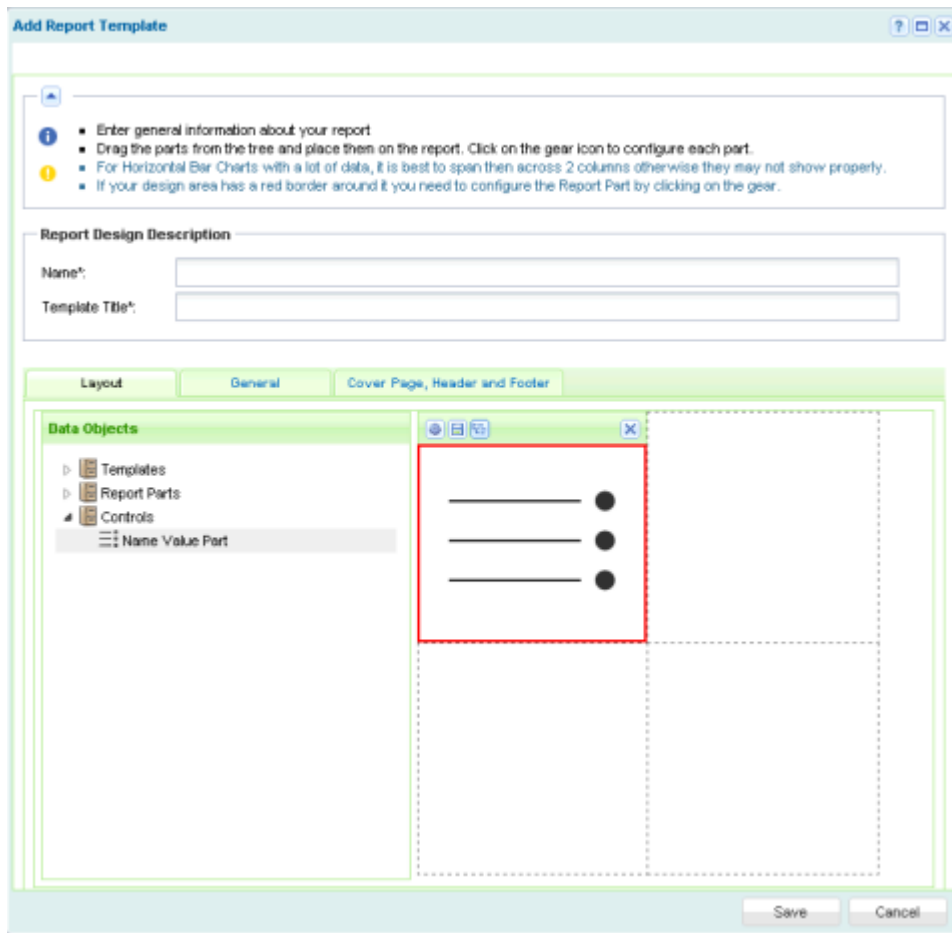 Add Report Template
Enter general information about your report
Drag the parts from the tree and place them on the report. Click on the gear icon to configure each part.
For Horizontal Bar Charts with a lot of data, it is best to span then across 2 columns otherwise they may not show properly.
If your design area has a red border around it you need to configure the Report Part by clicking on the gear.
Report Design Description
Name*:
Template Title*:
Layout General Cover Page, Header and Footer
Data Objects
Templates
Report Parts
Controls
Name Value Part
Save Cancel